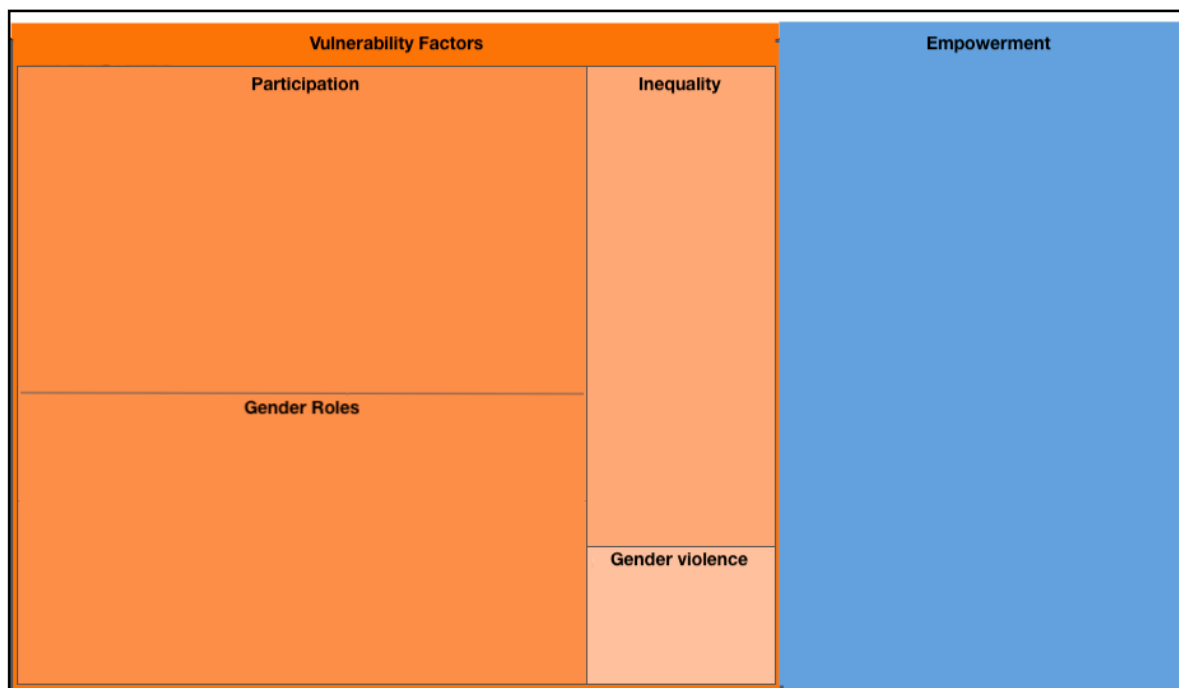 Vulnerability Factors
Empowerment
Participation
Inequality
Gender Roles
Gender violence